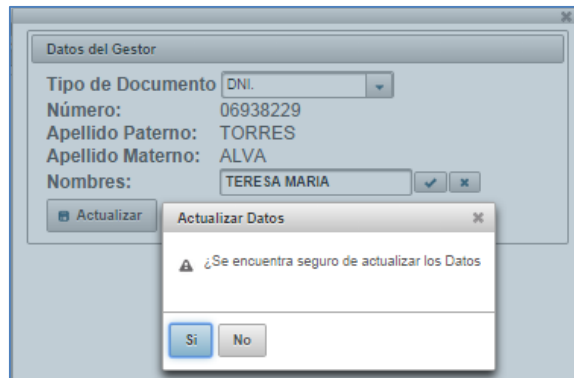 Datos del Gestor
Tipo de Documento DNI.
Número: 06938229
Apellido Paterno: TORRES
Apellido Materno: ALVA
Nombres: TERESA MARIA
Actualizar
Actualizar Datos
¿Se encuentra seguro de actualizar los Datos
Si No